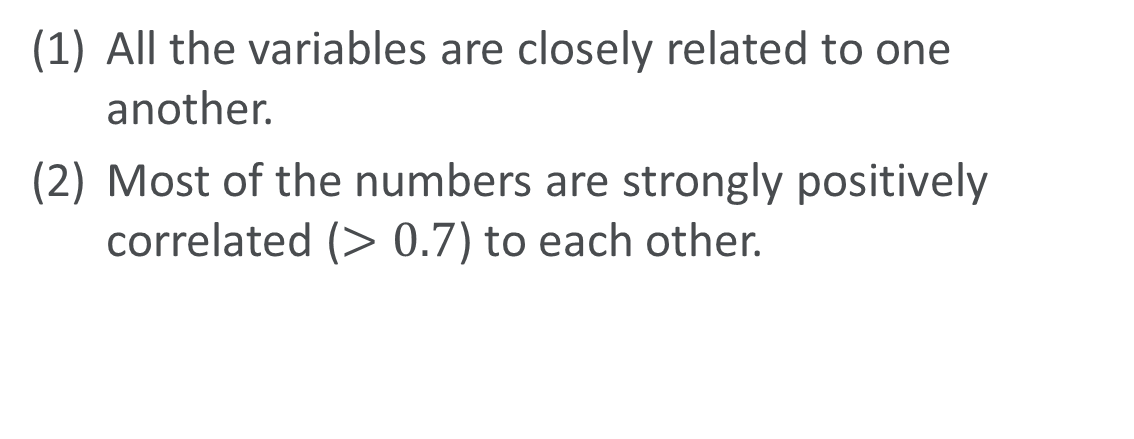 (1) All the variables are closely related to one
another.
(2) Most of the numbers are strongly positively
correlated (> 0.7) to each other.